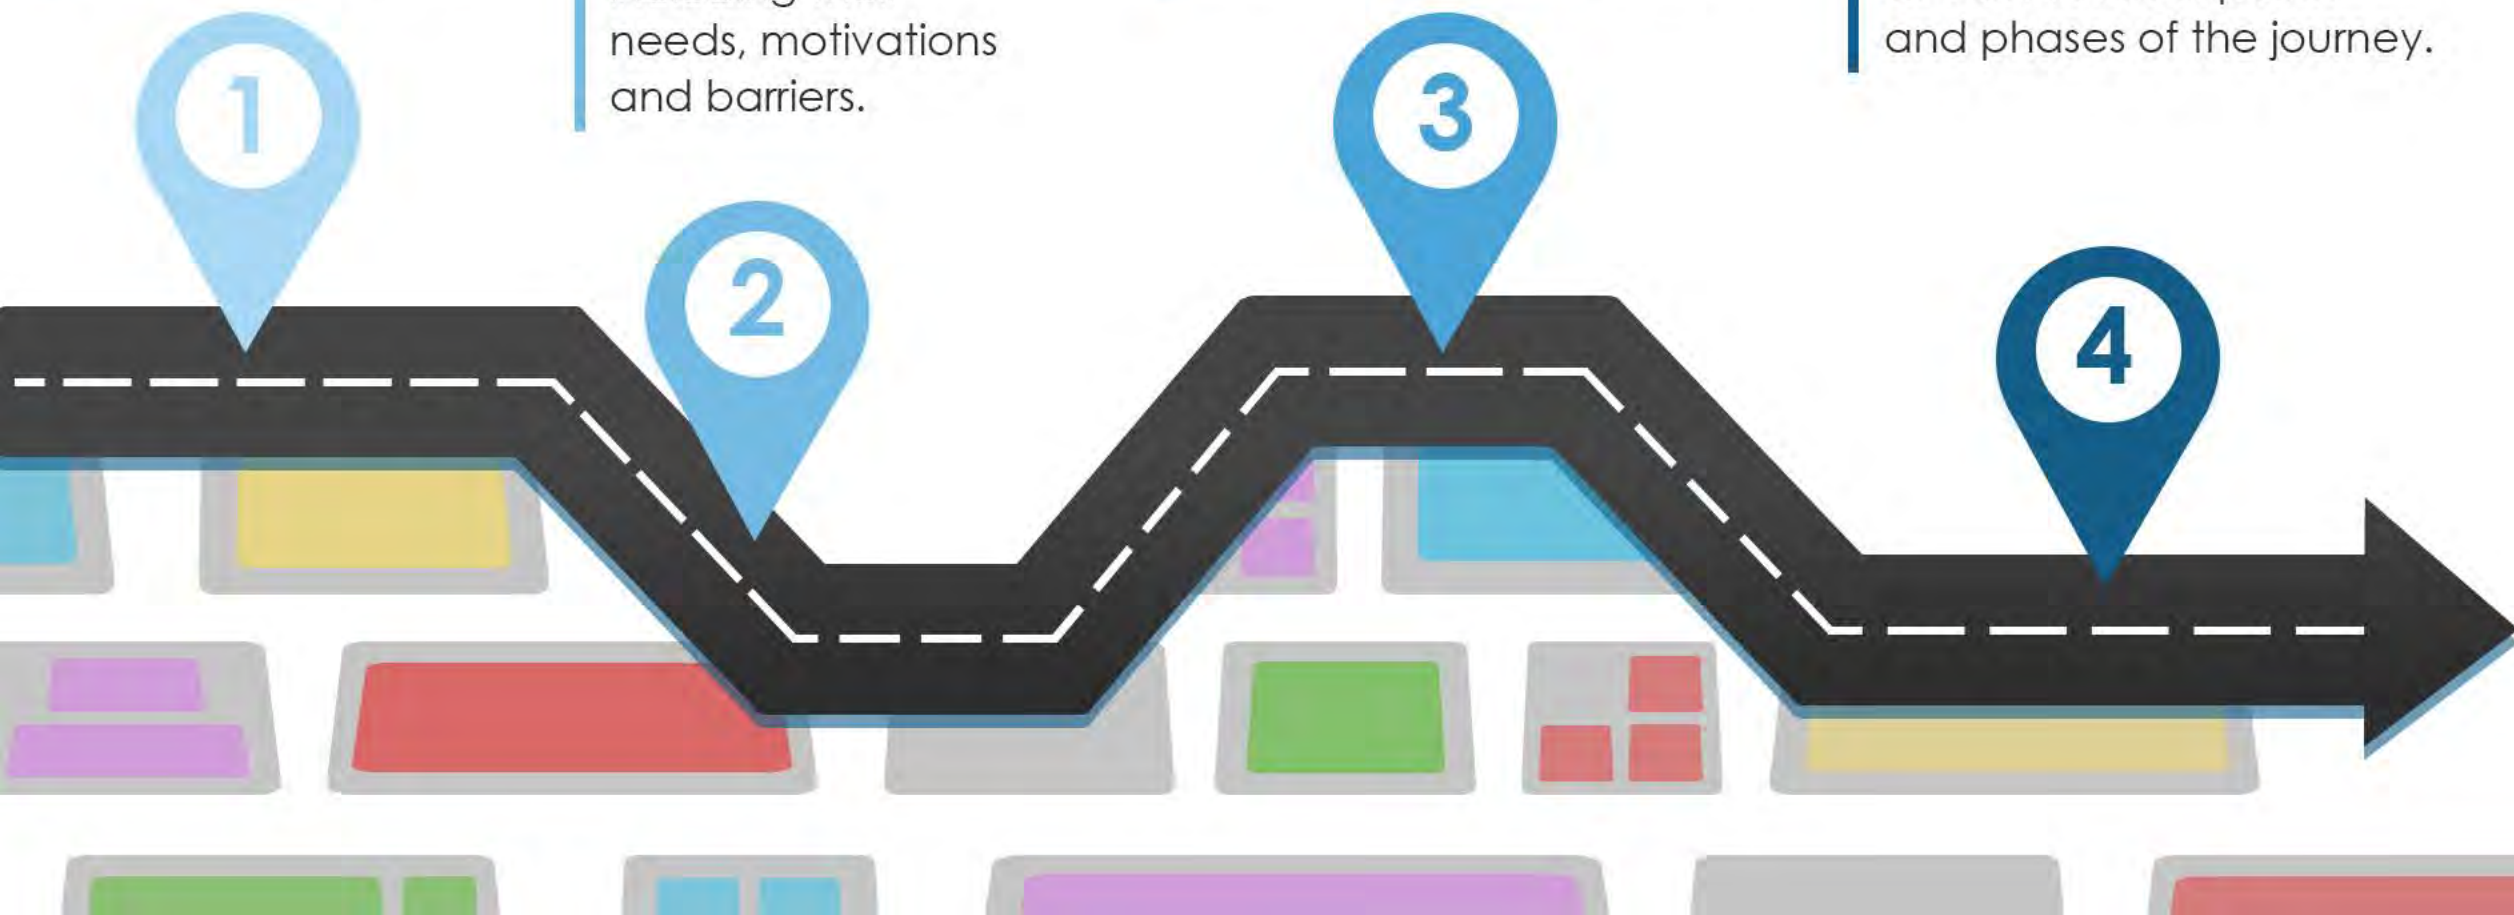 needs, motivations
and barriers.
and phases of the journey.
1
2
3
4